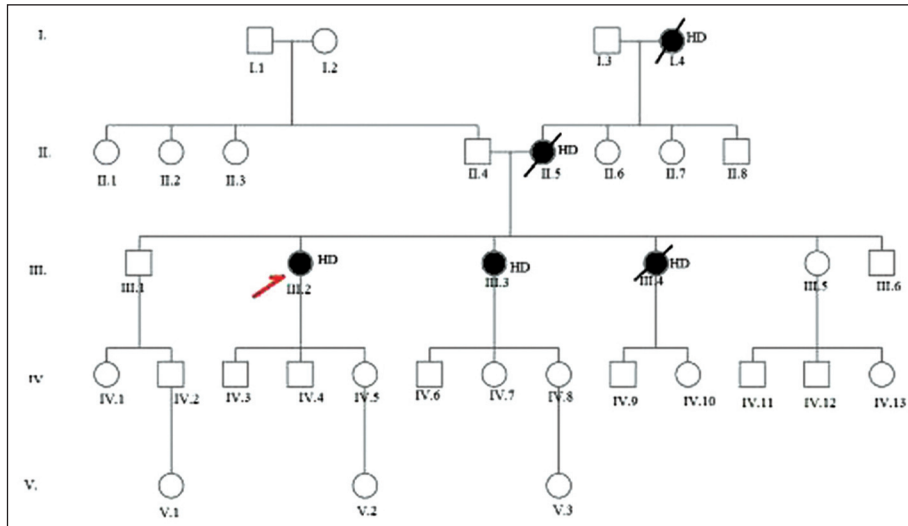 I.
HD
I.1
I.2
I.3
I.4
II.
HD
II.1
II.2
II.3
II.4
II.5
II.6
II.7
II.8
III.
HD
HD
HD
III.1
III.2
III.3
III.4
III.5
III.6
IV
IV.1
IV.2
IV.3
IV.4
IV.5
IV.6
IV.7
IV.8
IV.9
IV.10
IV.11
IV.12
IV.13
V.
V.1
V.2
V.3